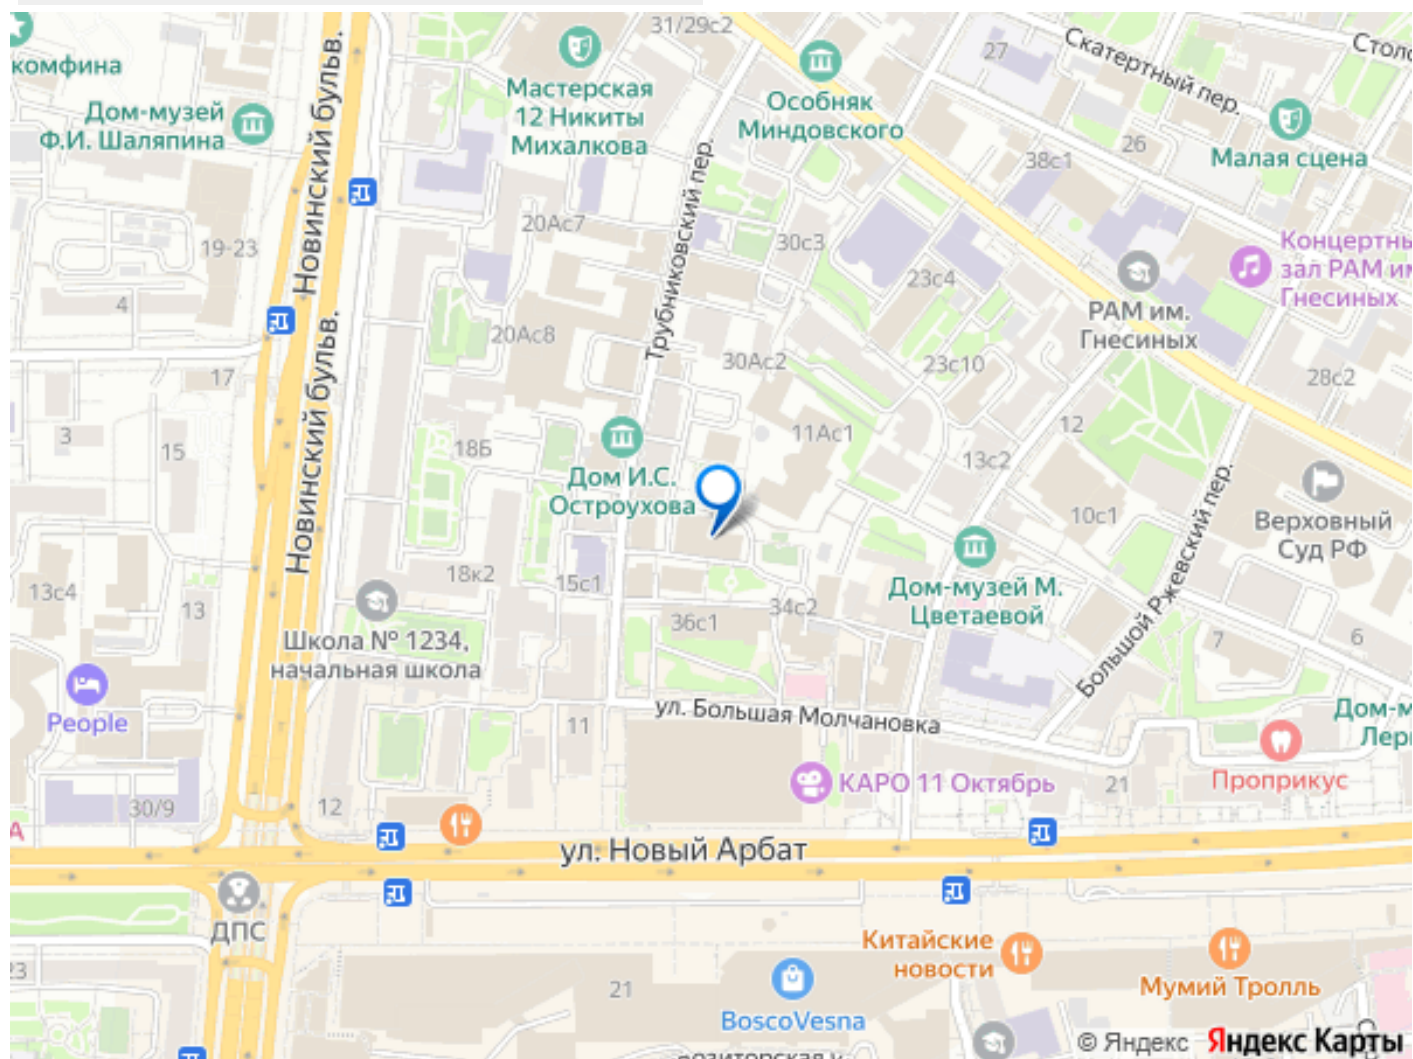 31/29с2
27
Скатертный пер.
комфина
Мастерская
12 Никиты
Михалкова
Особняк
Миндовского
Дом-музей
Ф.И. Шаляпина
Новинский бульв.
26
Малая сцена
38с1
Трубниковский пер.
20Ас7
19-23
30с3
Концертны
зал РАМ им
Гнесиных
23с4
4
РАМ им.
Гнесиных
20Ас8
Новинский бульв.
30Ас2
23с10
17
28с2
3
15
18Б
11Ас1
12
13с2
Дом И.С.
Остроухова
10с1
Верховный
Суд РФ
Большой Ржевский пер.
18к2
15с1
13с4
13
Дом-музей М.
Цветаевой
34с2
36с1
Школа № 1234,
начальная школа
7
6
People
ул. Большая Молчановка
11
Дом-м
Лерм
Проприкус
КАРО 11 Октябрь
21
30/9
12
А
ул. Новый Арбат
ДПС
Китайские
новости
23
21
Мумий Тролль
BoscoVesna
© Яндекс Яндекс Карты